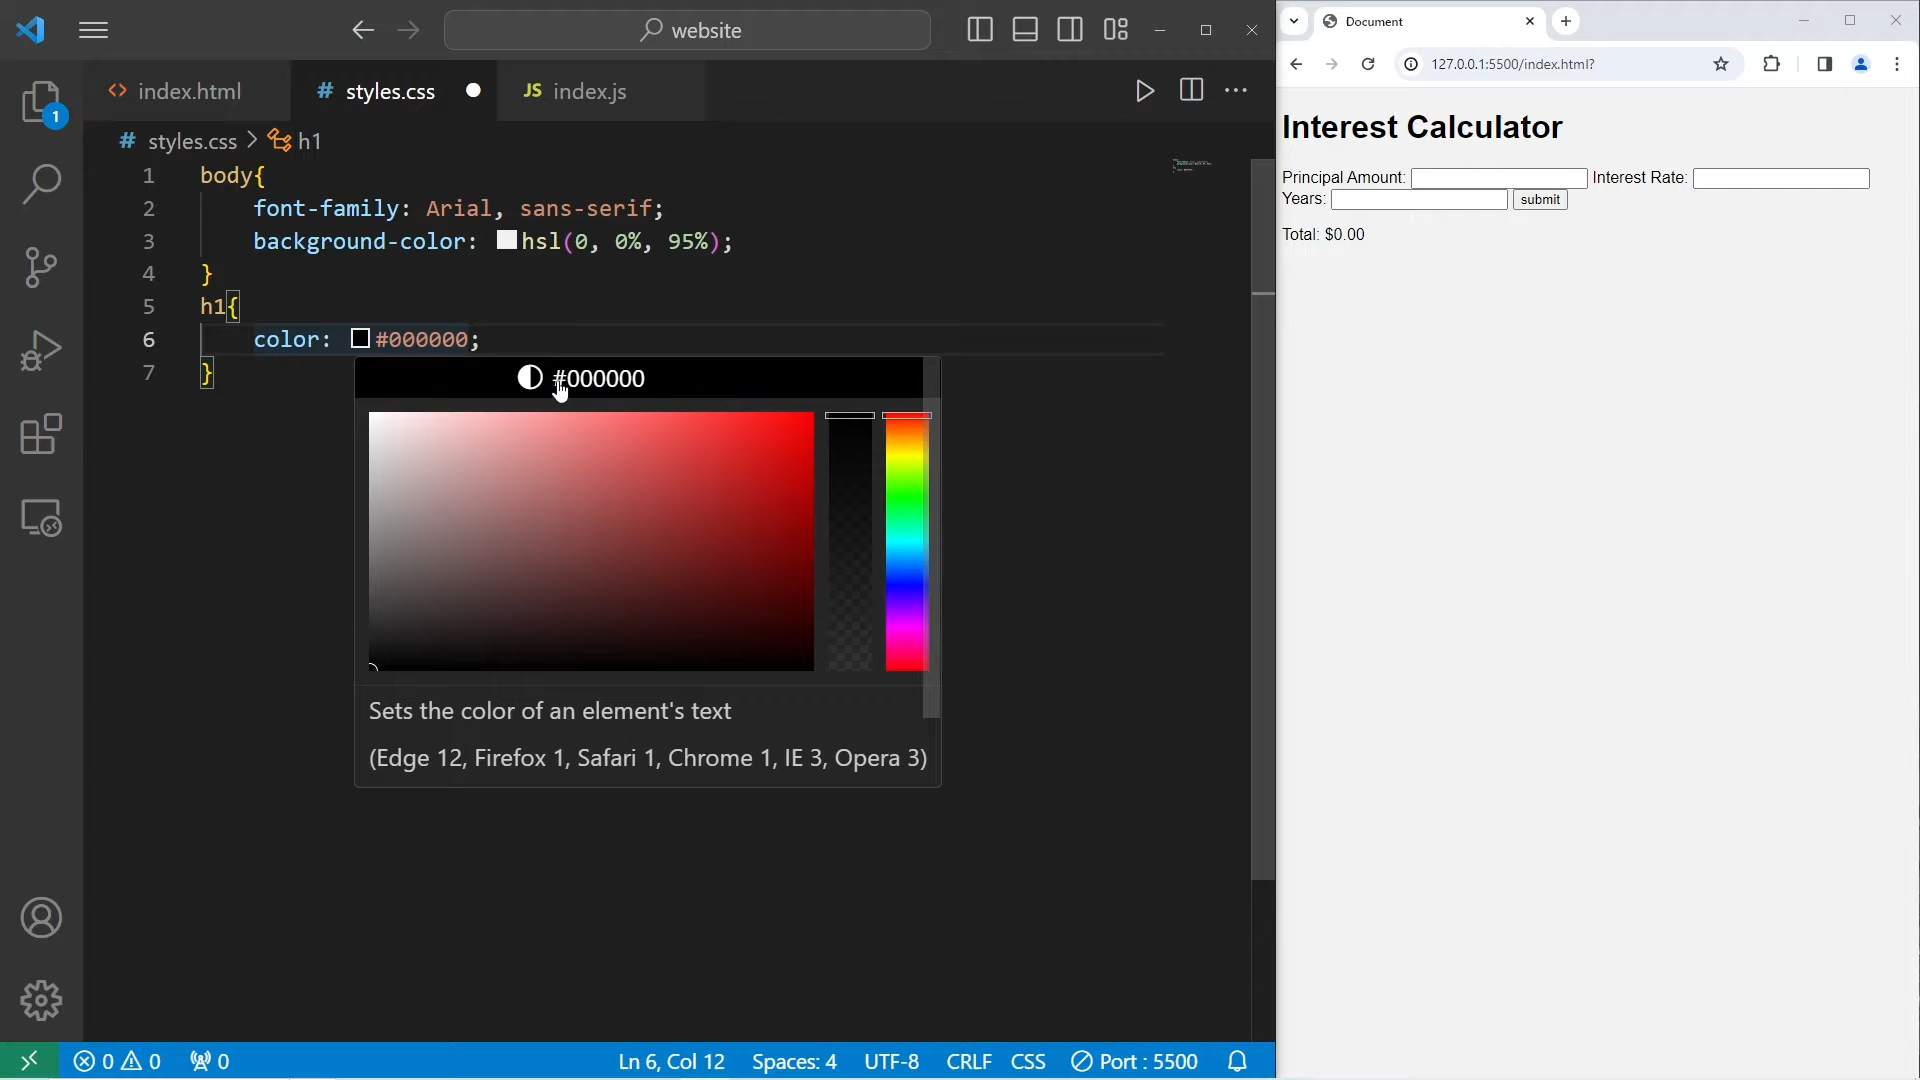 website
index.html
# styles.css
JS index.js
# styles.css > h1
1 body{
2 font-family: Arial, sans-serif;
3 background-color: hsl(0, 0%, 95%);
4 }
5 h1{
6 color: #000000;
7 }
#000000
Sets the color of an element's text
(Edge 12, Firefox 1, Safari 1, Chrome 1, IE 3, Opera 3)
1
0 0 0
Ln 6, Col 12 Spaces: 4 UTF-8 CRLF CSS Port : 5500
Document
127.0.0.1:5500/index.html?
Interest Calculator
Principal Amount: Interest Rate:
Years: submit
Total: $0.00